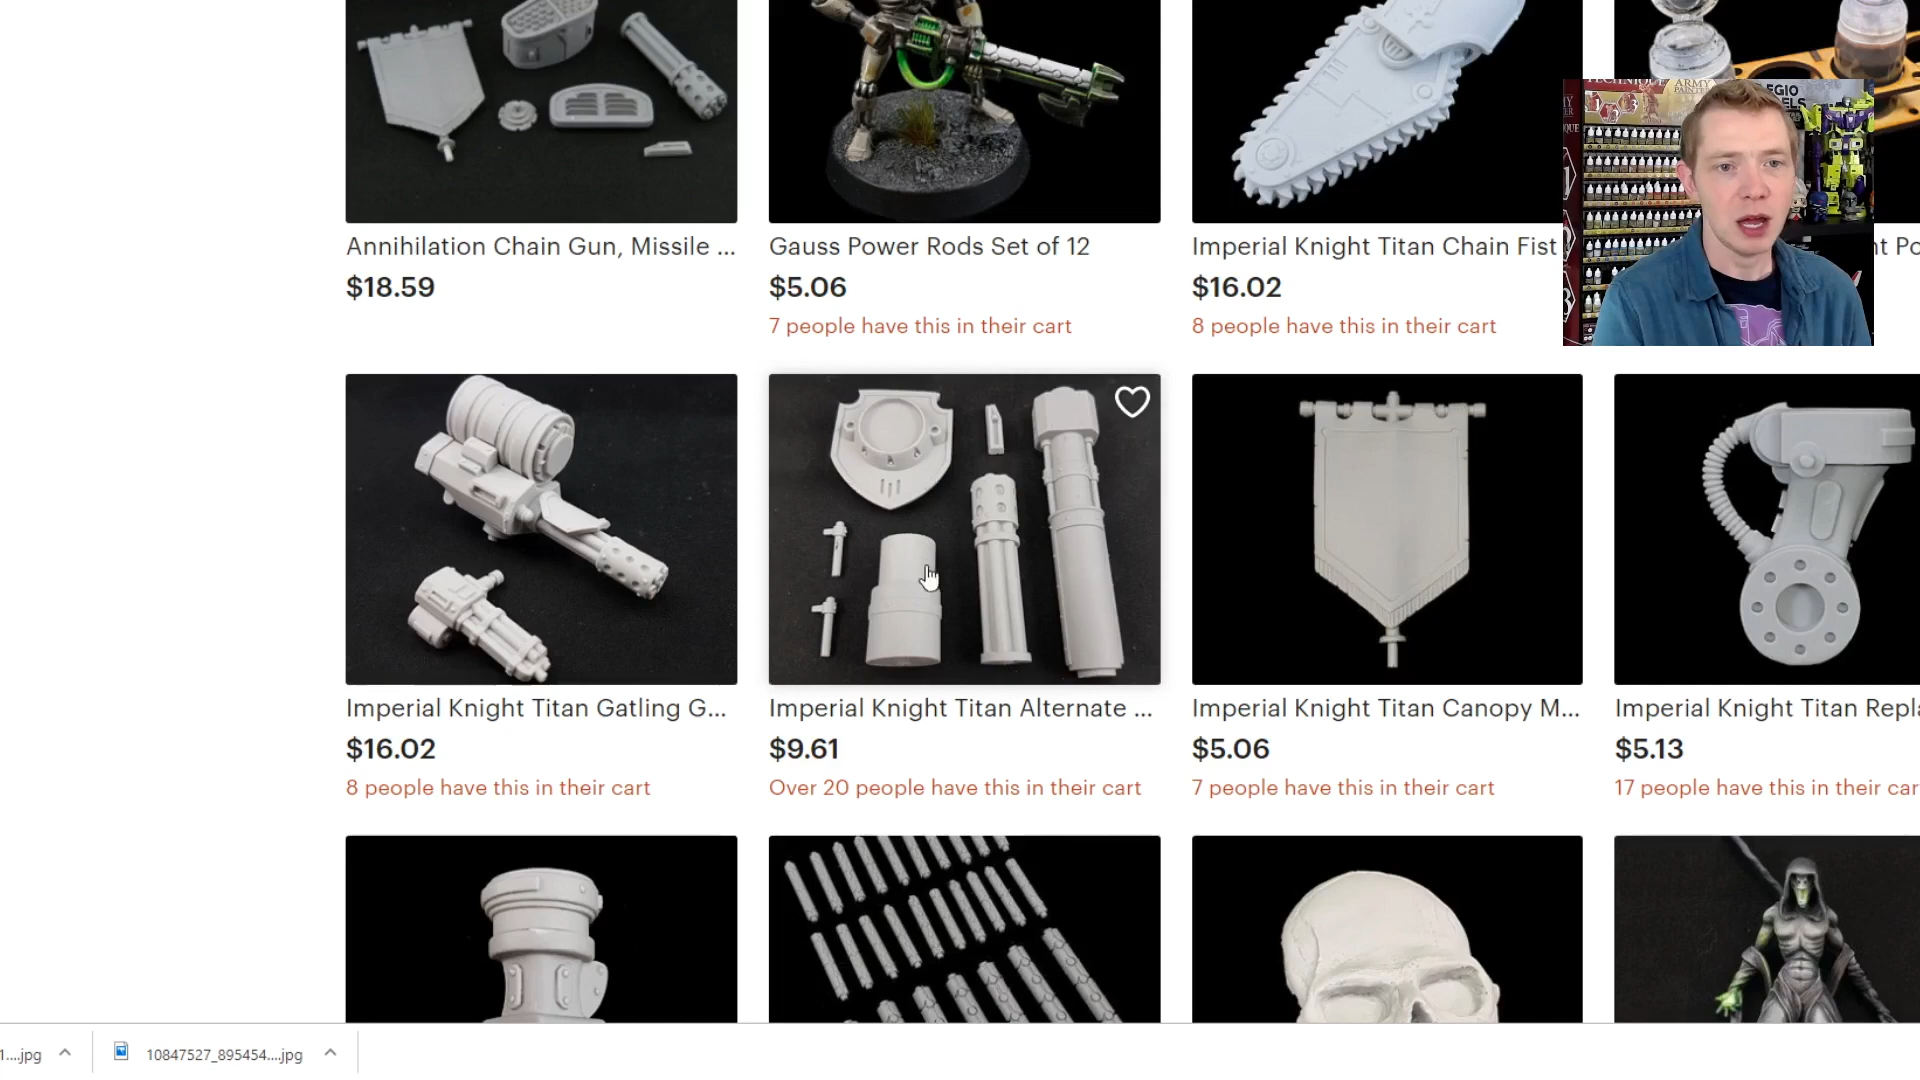 Annihilation Chain Gun, Missile ...
$18.59
Gauss Power Rods Set of 12
$5.06
7 people have this in their cart
Imperial Knight Titan Chain Fist
$16.02
8 people have this in their cart
TECHNIQUE
ARMY
PAINTER
Imperial Knight Titan Gatling G...
$16.02
8 people have this in their cart
Imperial Knight Titan Alternate ...
$9.61
Over 20 people have this in their cart
Imperial Knight Titan Canopy M...
$5.06
7 people have this in their cart
Imperial Knight Titan Repla
$5.13
17 people have this in their car
1....jpg
10847527_895454....jpg